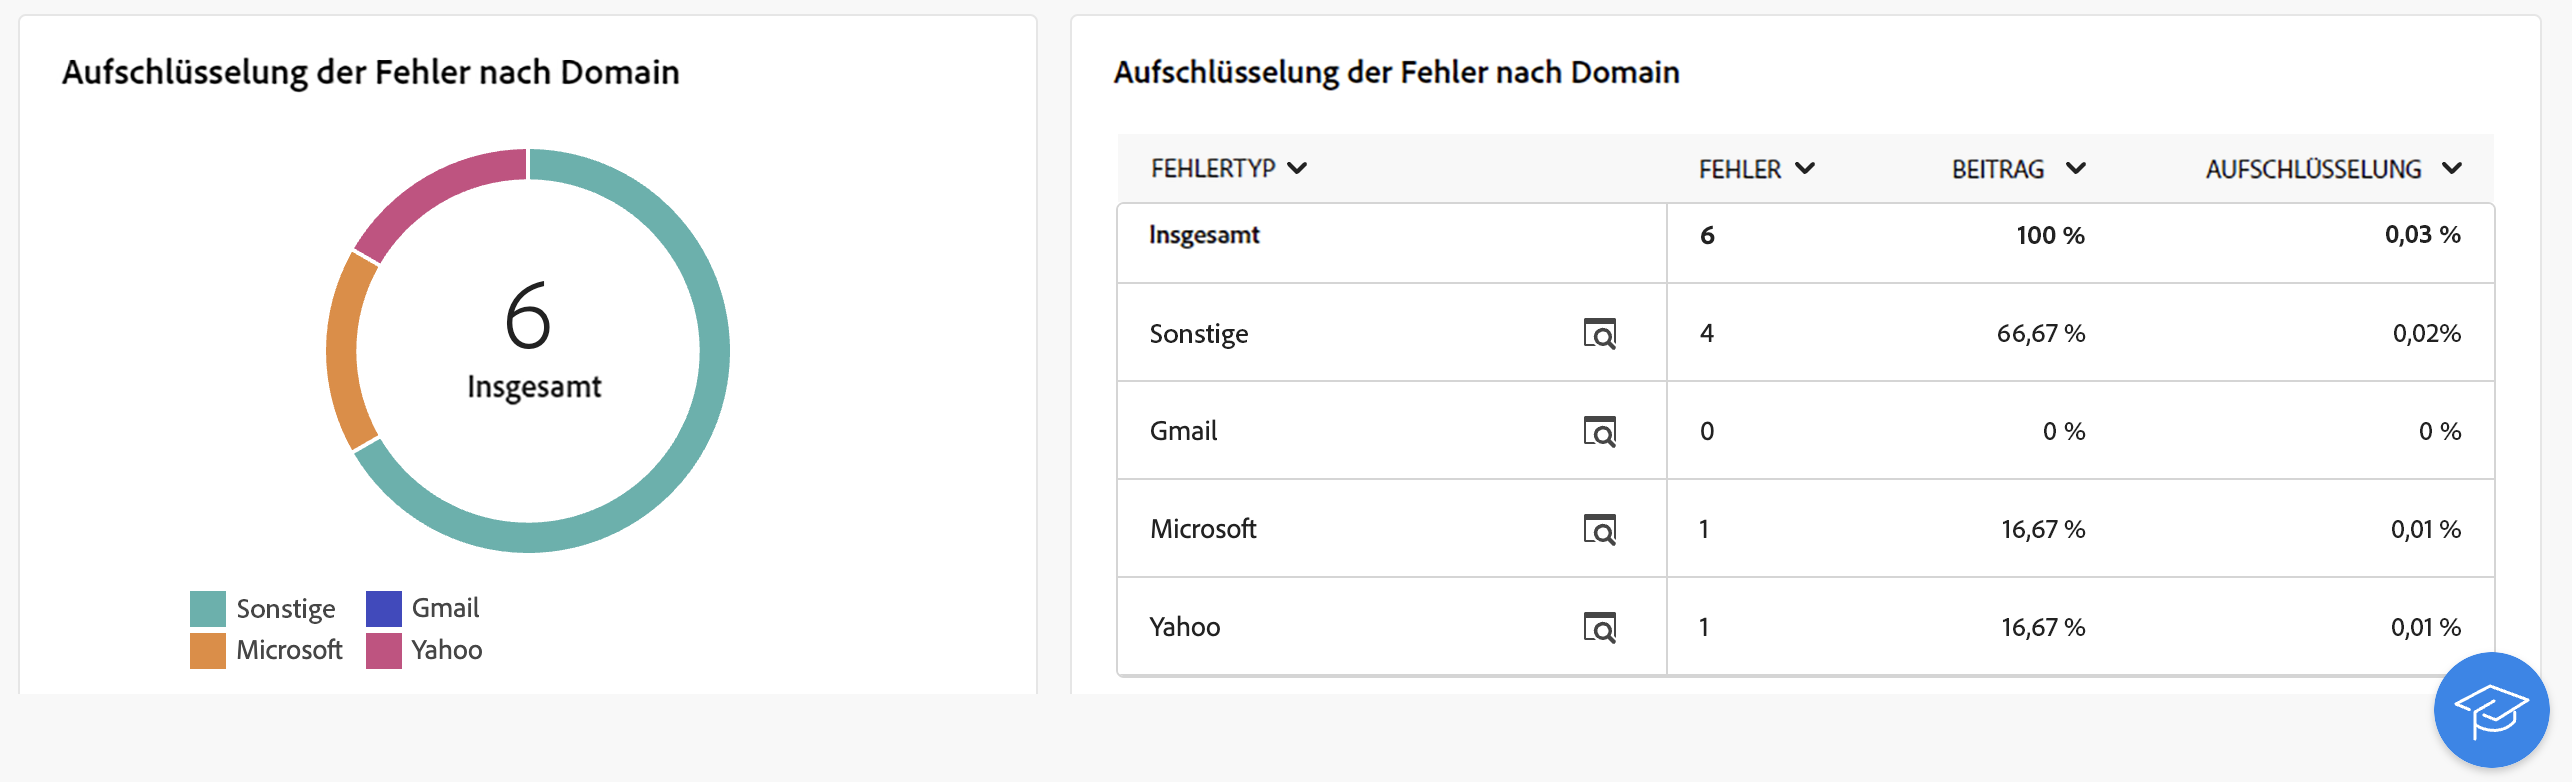 Aufschlüsselung der Fehler nach Domain
6
Insgesamt
Sonstige
Gmail
Microsoft
Yahoo
Aufschlüsselung der Fehler nach Domain
FEHLERTYP FEHLER BEITRAG AUFSCHLÜSSELUNG
Insgesamt 6 100 % 0,03 %
Sonstige 4 66,67 % 0,02%
Gmail 0 0 % 0 %
Microsoft 1 16,67 % 0,01 %
Yahoo 1 16,67 % 0,01 %